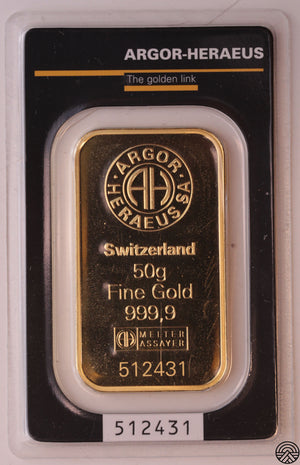 ARGOR-HERAEUS
The golden link
ARGOR
HERAEUS SA
AH
Switzerland
50g
Fine Gold
999,9
AH MELTER
ASSAYER
512431
512431